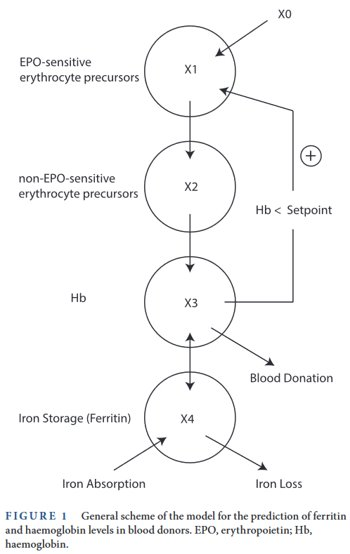 X0
EPO-sensitive
erythrocyte precursors
X1
+
non-EPO-sensitive
erythrocyte precursors
X2
Hb < Setpoint
Hb
X3
Blood Donation
Iron Storage (Ferritin)
X4
Iron Absorption
Iron Loss
FIGURE 1 General scheme of the model for the prediction of ferritin
and haemoglobin levels in blood donors. EPO, erythropoietin; Hb,
haemoglobin.